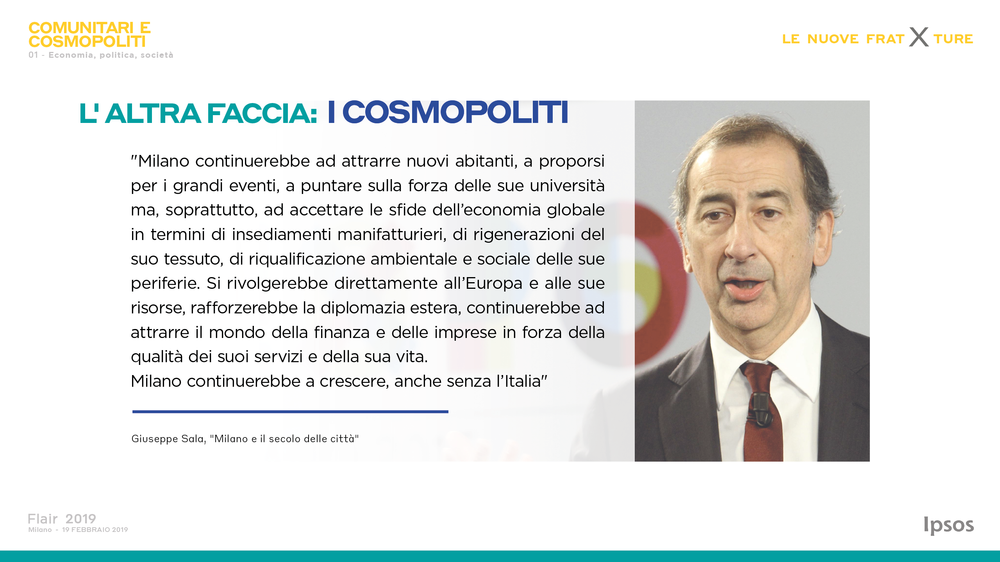 COMUNITARI E
COSMOPOLITI
01 - Economia, politica, società
LE NUOVE FRAT X TURE
L' ALTRA FACCIA: I COSMOPOLITI
"Milano continuerebbe ad attrarre nuovi abitanti, a proporsi
per i grandi eventi, a puntare sulla forza delle sue università
ma, soprattutto, ad accettare le sfide dell’economia globale
in termini di insediamenti manifatturieri, di rigenerazioni del
suo tessuto, di riqualificazione ambientale e sociale delle sue
periferie. Si rivolgerebbe direttamente all’Europa e alle sue
risorse, rafforzerebbe la diplomazia estera, continuerebbe ad
attrarre il mondo della finanza e delle imprese in forza della
qualità dei suoi servizi e della sua vita.
Milano continuerebbe a crescere, anche senza l’Italia"
Giuseppe Sala, "Milano e il secolo delle città"
Flair 2019
Milano - 19 FEBBRAIO 2019
Ipsos